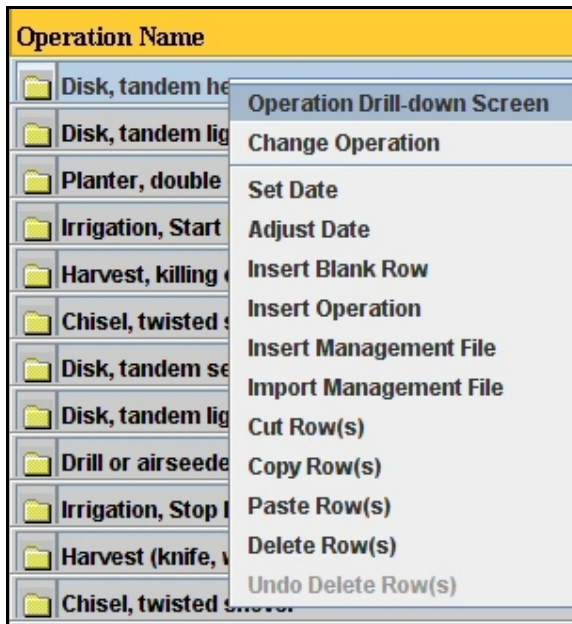 Operation Name
Disk, tandem he
Disk, tandem lig
Planter, double
Irrigation, Start
Harvest, killing
Chisel, twisted s
Disk, tandem se
Disk, tandem lig
Drill or airseede
Irrigation, Stop
Harvest (knife,
Chisel, twisted
Operation Drill-down Screen
Change Operation
Set Date
Adjust Date
Insert Blank Row
Insert Operation
Insert Management File
Import Management File
Cut Row(s)
Copy Row(s)
Paste Row(s)
Delete Row(s)
Undo Delete Row(s)